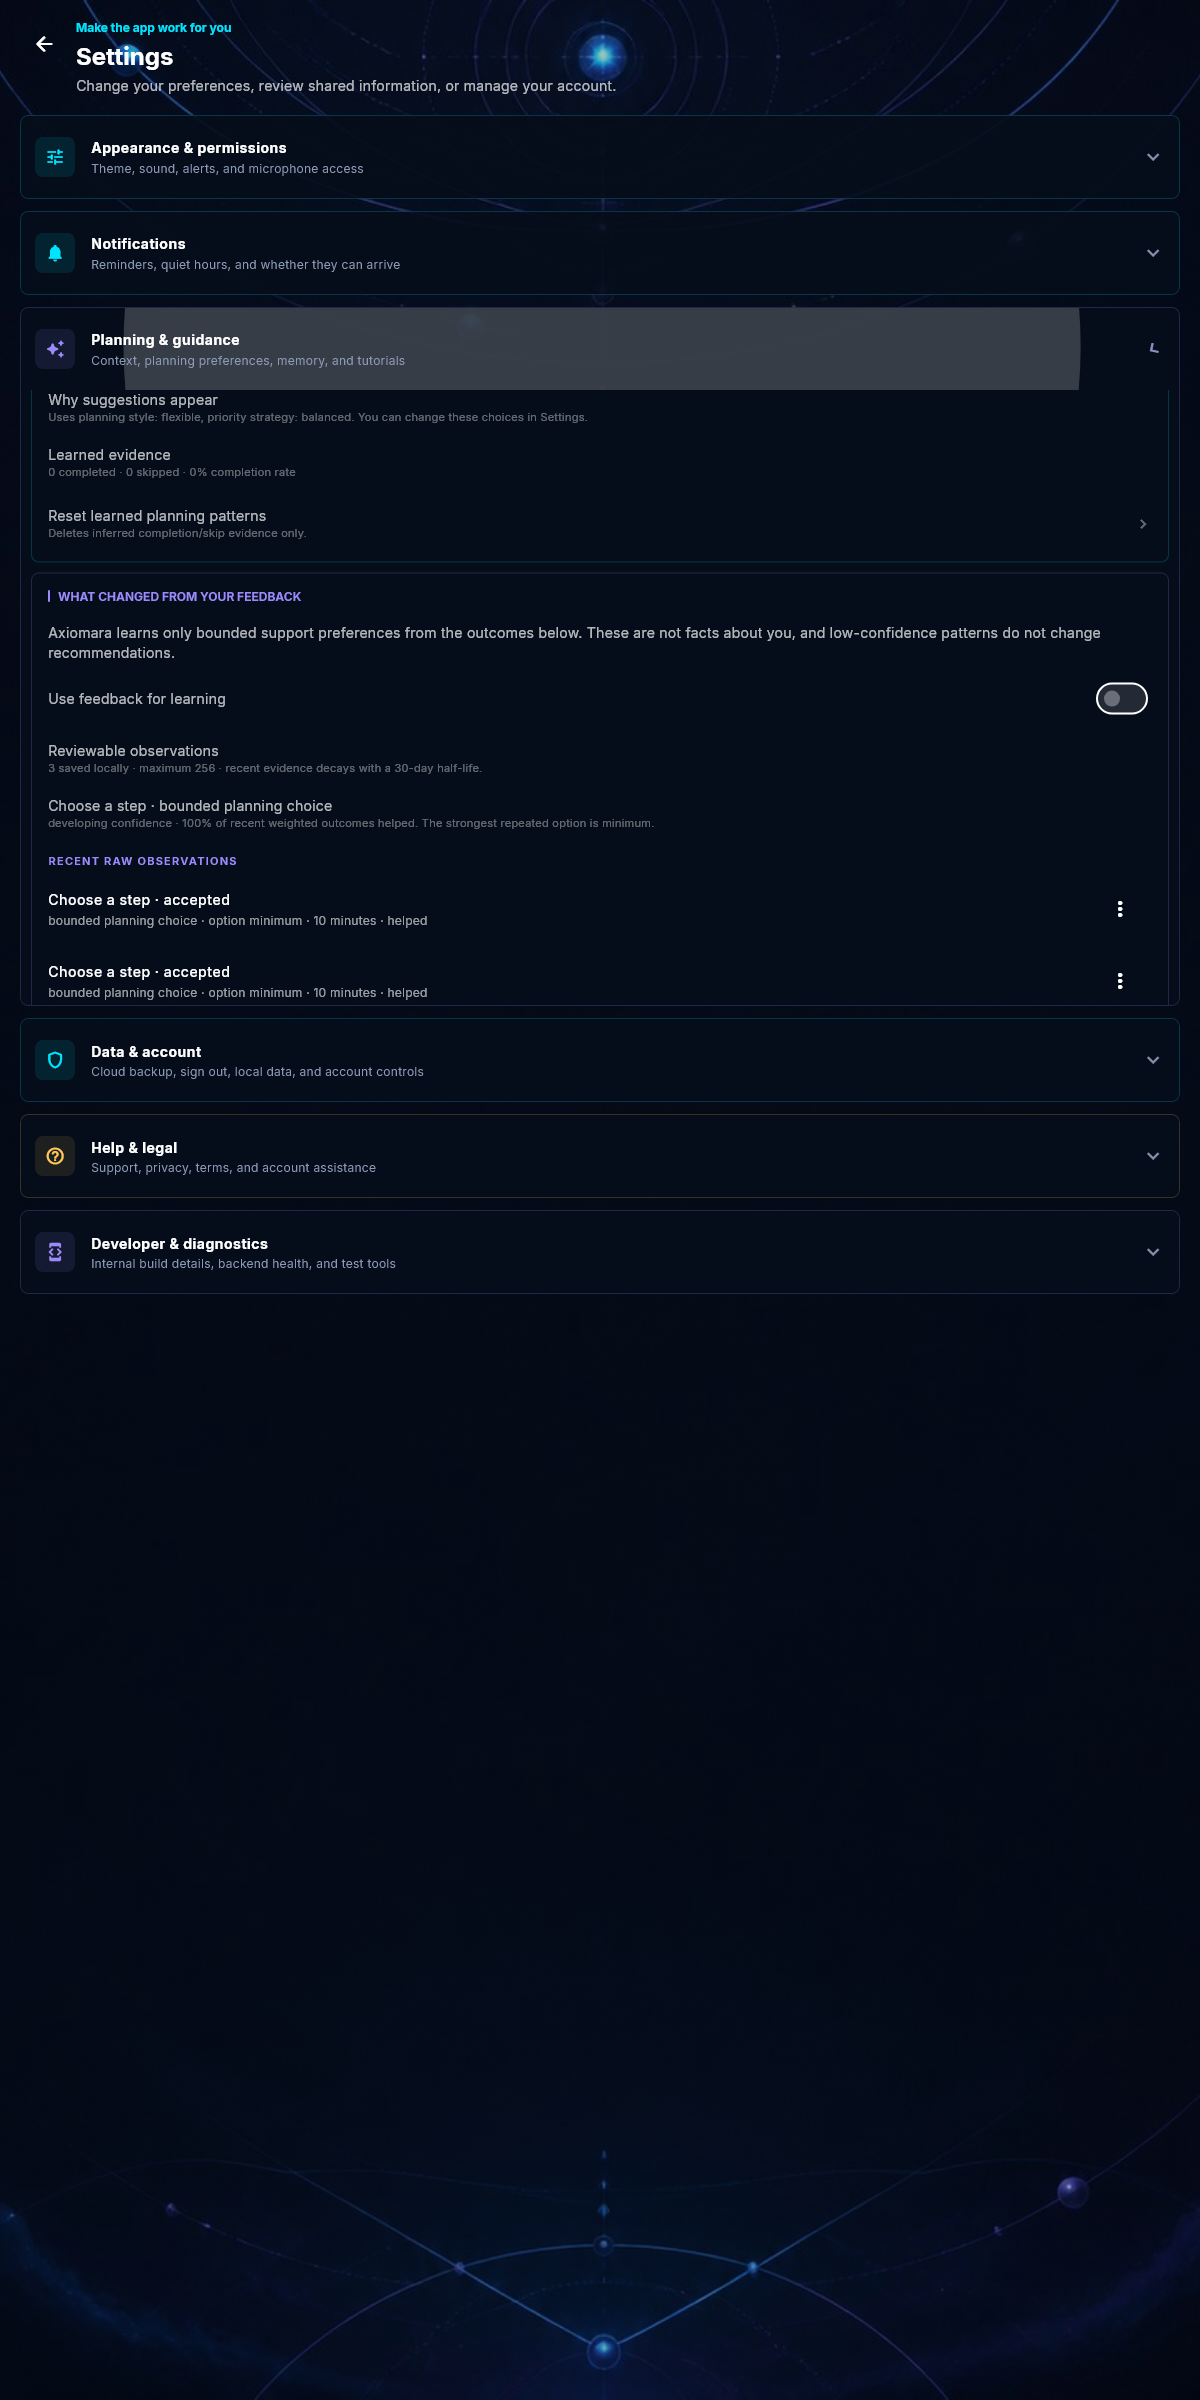 Make the app work for you
Settings
Change your preferences, review shared information, or manage your account.
Appearance & permissions
Theme, sound, alerts, and microphone access
Notifications
Reminders, quiet hours, and whether they can arrive
Planning & guidance
Context, planning preferences, memory, and tutorials
Why suggestions appear
Uses planning style: flexible, priority strategy: balanced. You can change these choices in Settings.
Learned evidence
0 completed · 0 skipped · 0% completion rate
Reset learned planning patterns
Deletes inferred completion/skip evidence only.
WHAT CHANGED FROM YOUR FEEDBACK
Axiomara learns only bounded support preferences from the outcomes below. These are not facts about you, and low-confidence patterns do not change
recommendations.
Use feedback for learning
Reviewable observations
3 saved locally · maximum 256 · recent evidence decays with a 30-day half-life.
Choose a step · bounded planning choice
developing confidence · 100% of recent weighted outcomes helped. The strongest repeated option is minimum.
RECENT RAW OBSERVATIONS
Choose a step · accepted
bounded planning choice · option minimum · 10 minutes · helped
Choose a step · accepted
bounded planning choice · option minimum · 10 minutes · helped
Data & account
Cloud backup, sign out, local data, and account controls
Help & legal
Support, privacy, terms, and account assistance
Developer & diagnostics
Internal build details, backend health, and test tools